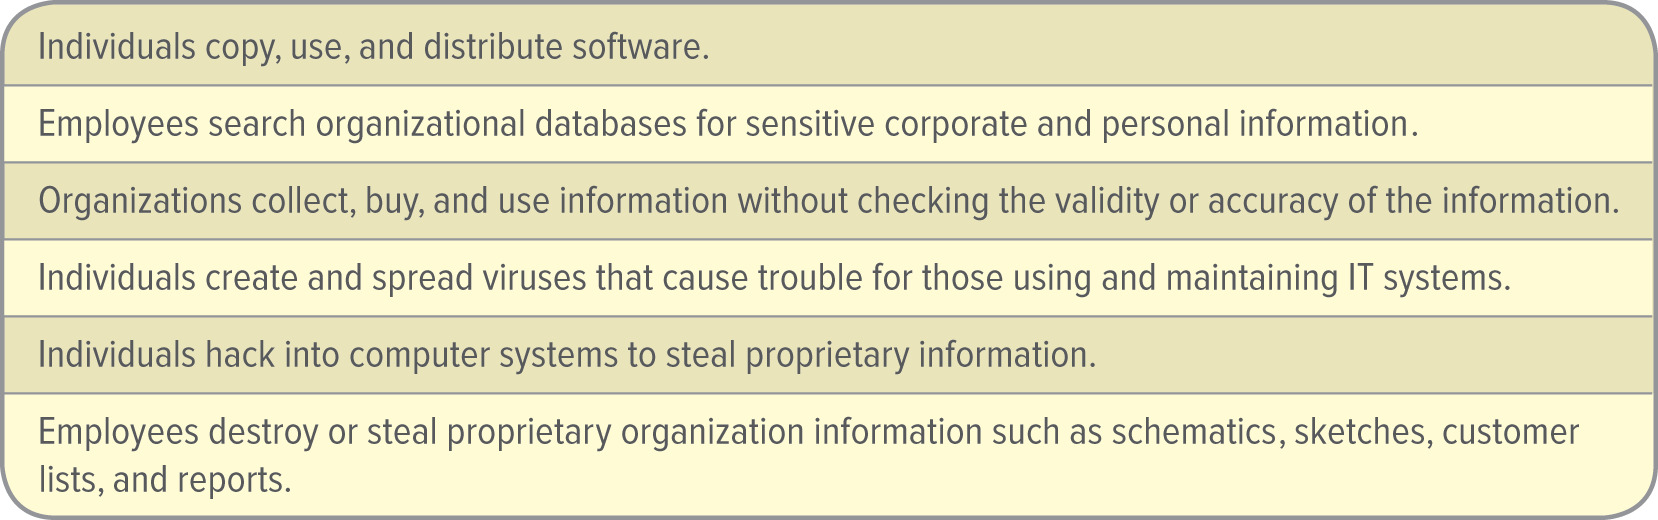 Individuals copy, use, and distribute software.
Employees search organizational databases for sensitive corporate and personal information.
Organizations collect, buy, and use information without checking the validity or accuracy of the information.
Individuals create and spread viruses that cause trouble for those using and maintaining IT systems.
Individuals hack into computer systems to steal proprietary information.
Employees destroy or steal proprietary organization information such as schematics, sketches, customer
lists, and reports.